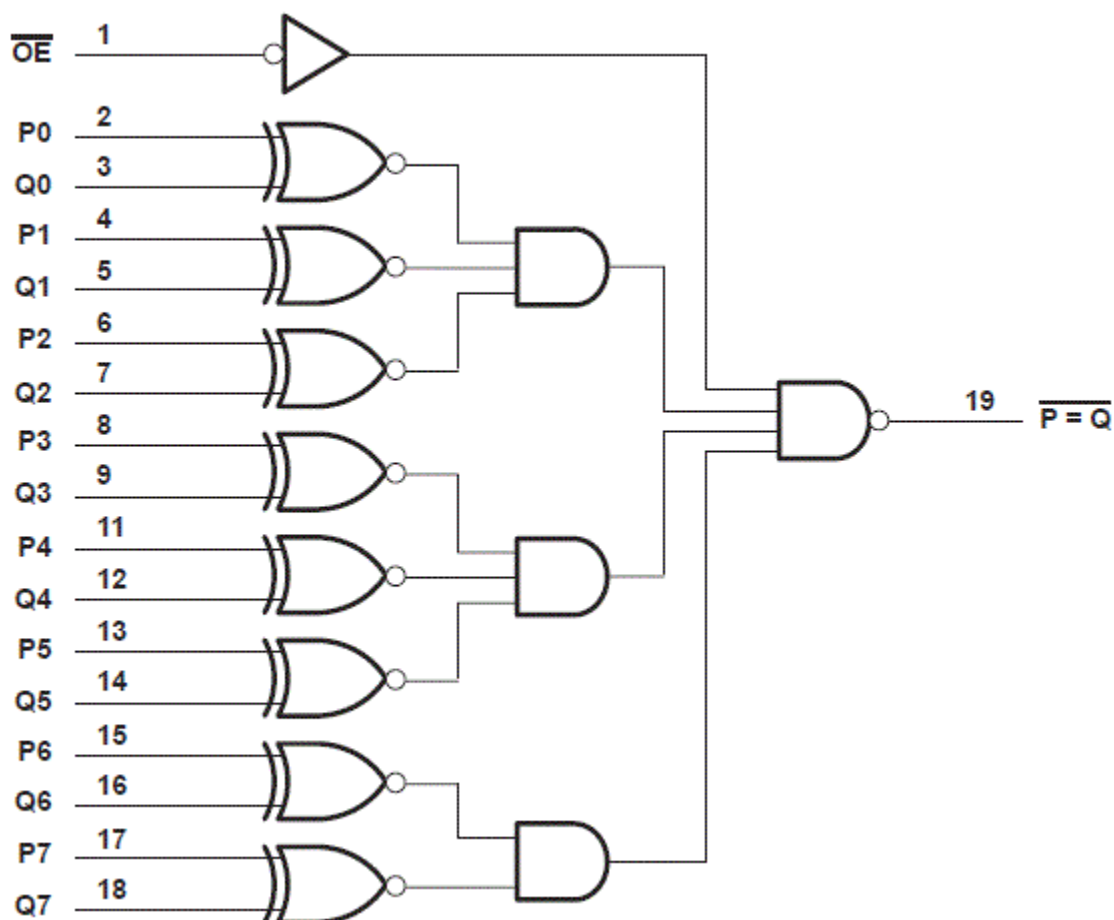 O̅E̅ 1
P0 2
Q0 3
P1 4
Q1 5
P2 6
Q2 7
P3 8
Q3 9
P4 11
Q4 12
P5 13
Q5 14
P6 15
Q6 16
P7 17
Q7 18
19 P̅ ̅=̅ ̅Q̅